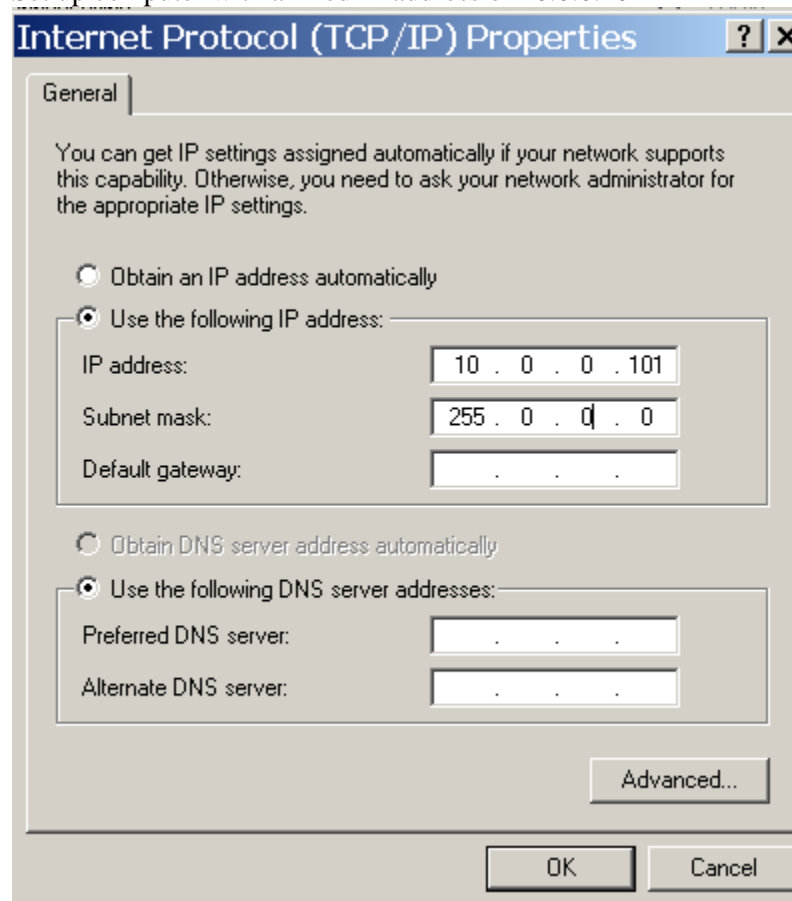 Internet Protocol (TCP/IP) Properties
General
You can get IP settings assigned automatically if your network supports
this capability. Otherwise, you need to ask your network administrator for
the appropriate IP settings.
Obtain an IP address automatically
Use the following IP address:
IP address: 10 . 0 . 0 . 101
Subnet mask: 255 . 0 . 0 . 0
Default gateway: . . .
Obtain DNS server address automatically
Use the following DNS server addresses:
Preferred DNS server: . . .
Alternate DNS server: . . .
Advanced...
OK Cancel